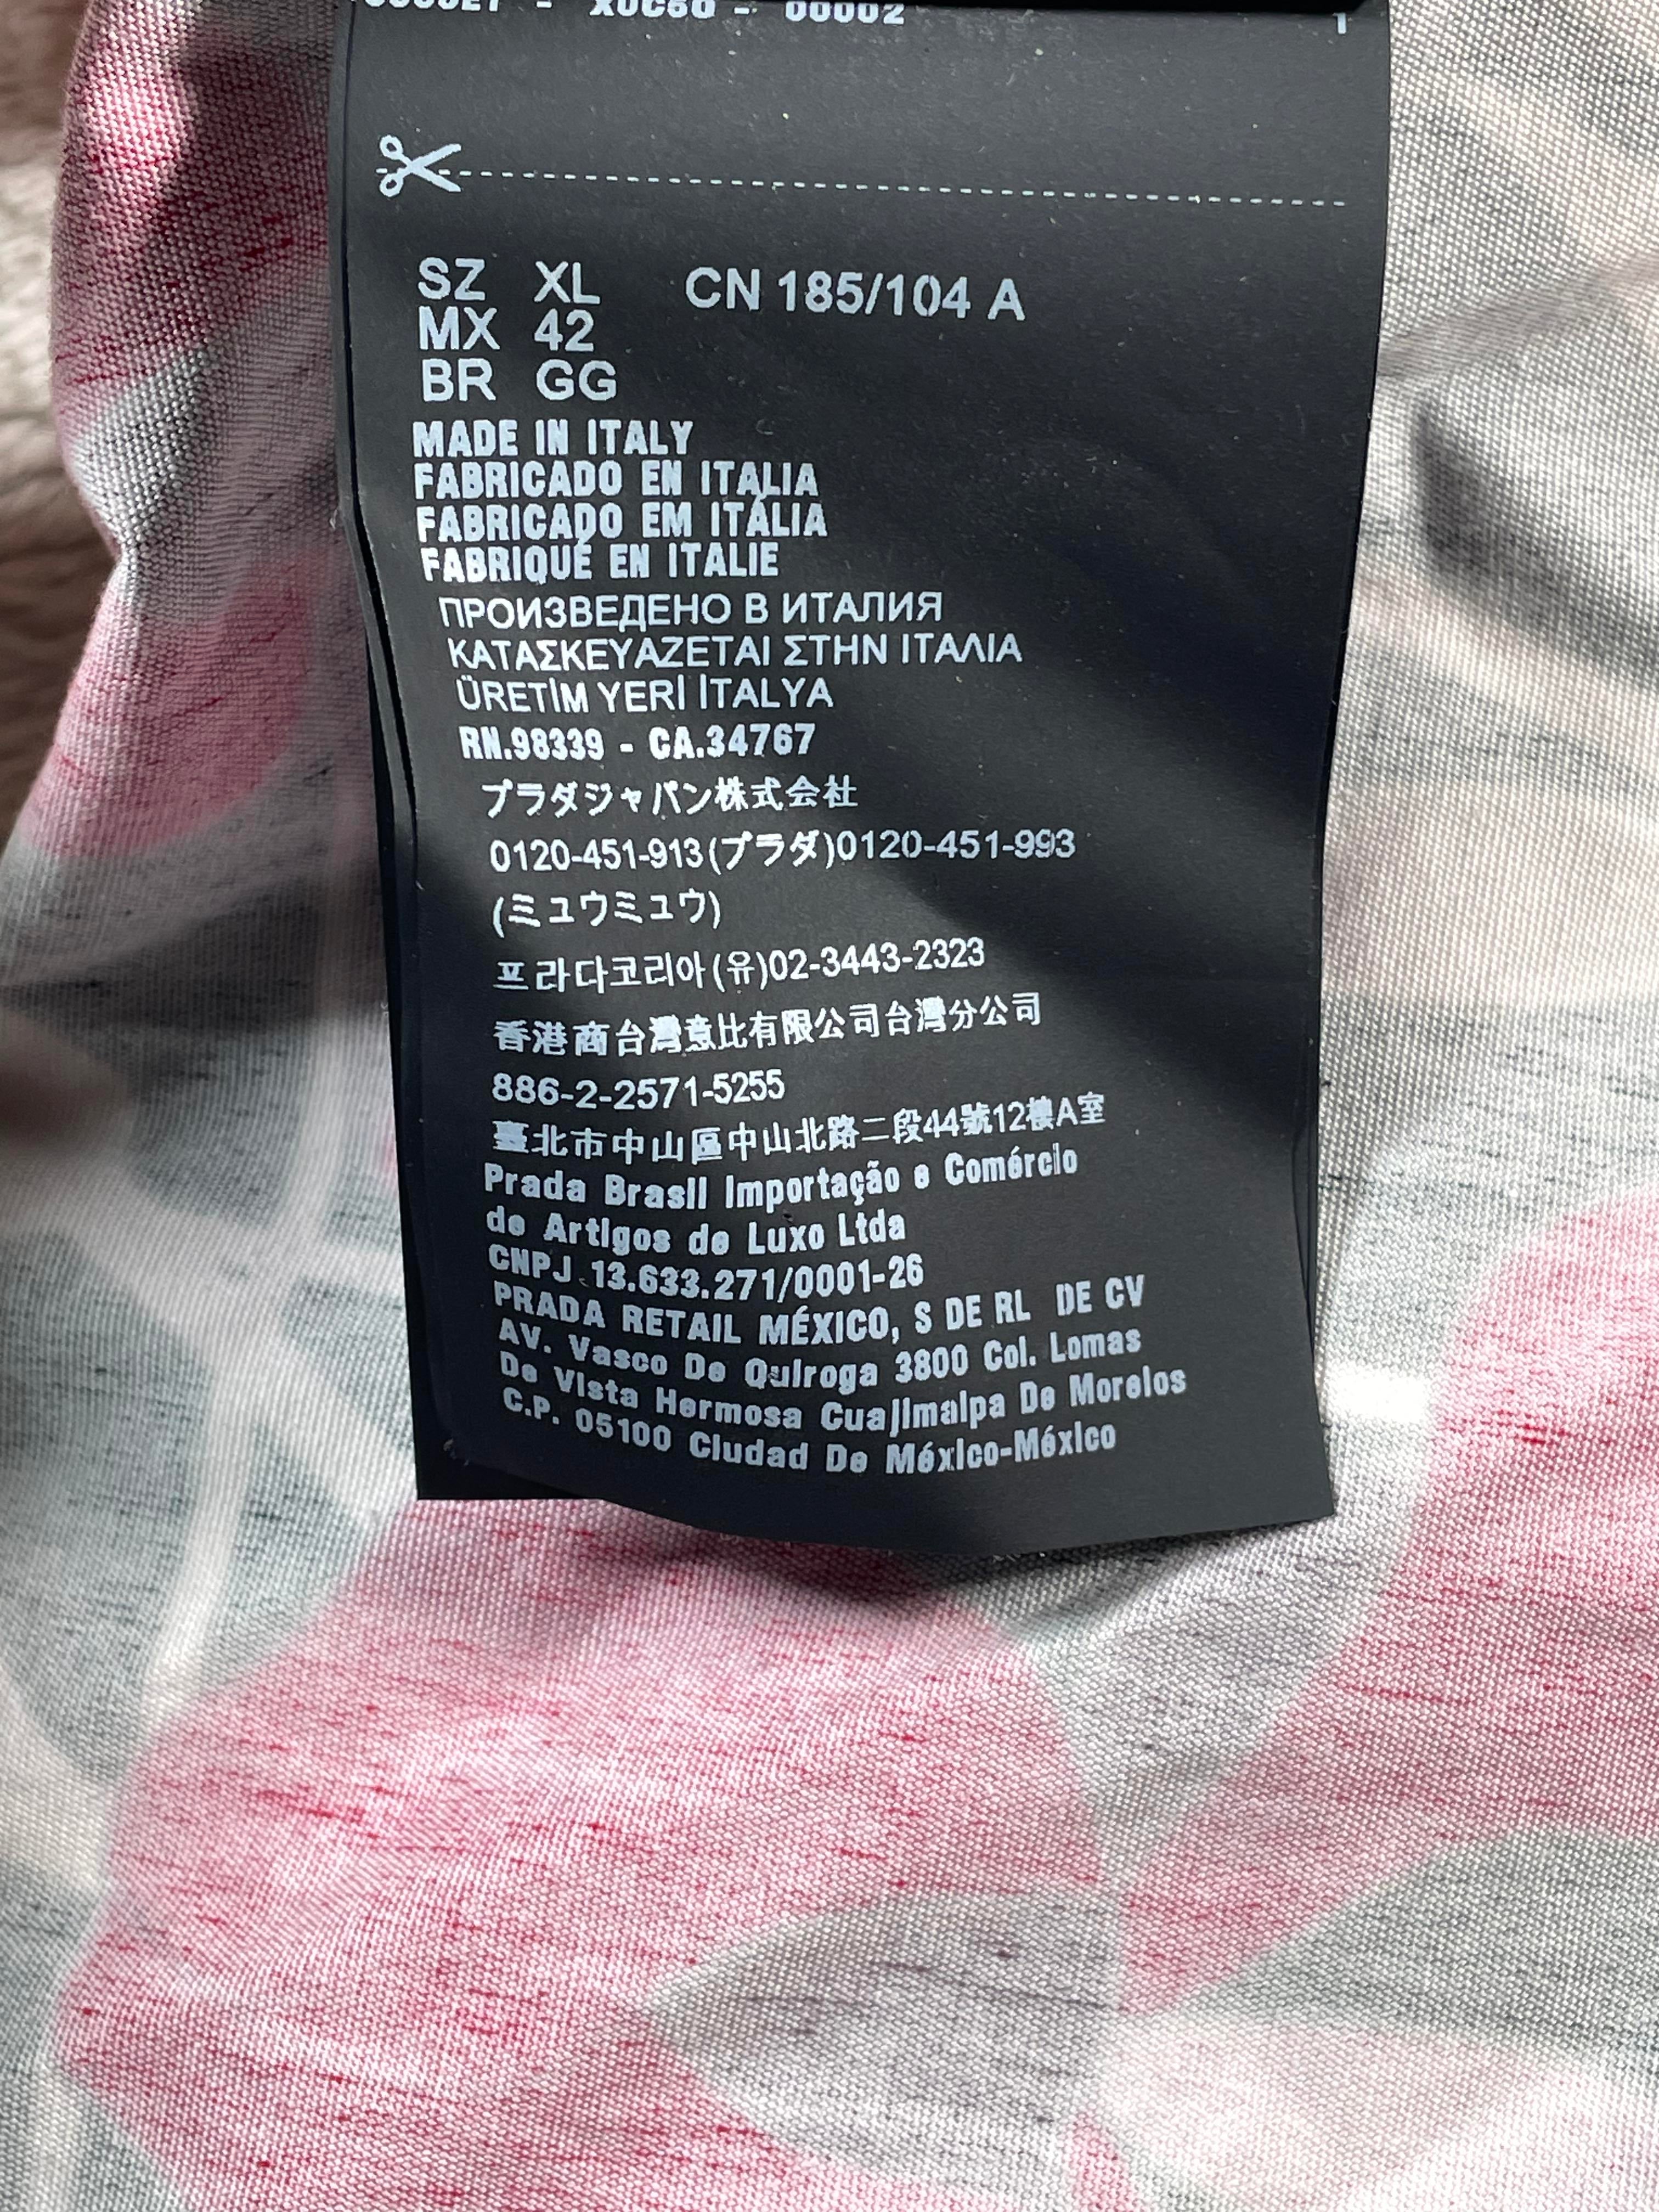 - X0C60 - 00002
1
SZ XL CN 185/104 A
MX 42
BR GG
MADE IN ITALY
FABRICADO EN ITALIA
FABRICADO EM ITÁLIA
FABRIQUÉ EN ITALIE
ПРОИЗВЕДЕНО В ИТАЛИЯ
ΚΑΤΑΣΚΕΥΑΖΕΤΑΙ ΣΤΗΝ ΙΤΑΛΙΑ
ÜRETİM YERİ İTALYA
RN.98339 - CA.34767
プラダジャパン株式会社
0120-451-913(プラダ)0120-451-993
(ミュウミュウ)
프라다코리아(유)02-3443-2323
香港商台灣意比有限公司台灣分公司
886-2-2571-5255
臺北市中山區中山北路二段44號12樓A室
Prada Brasil Importação e Comércio
de Artigos de Luxo Ltda
CNPJ 13.633.271/0001-26
PRADA RETAIL MÉXICO, S DE RL DE CV
AV. Vasco De Quiroga 3800 Col. Lomas
De Vista Hermosa Cuajimalpa De Morelos
C.P. 05100 Ciudad De México-México